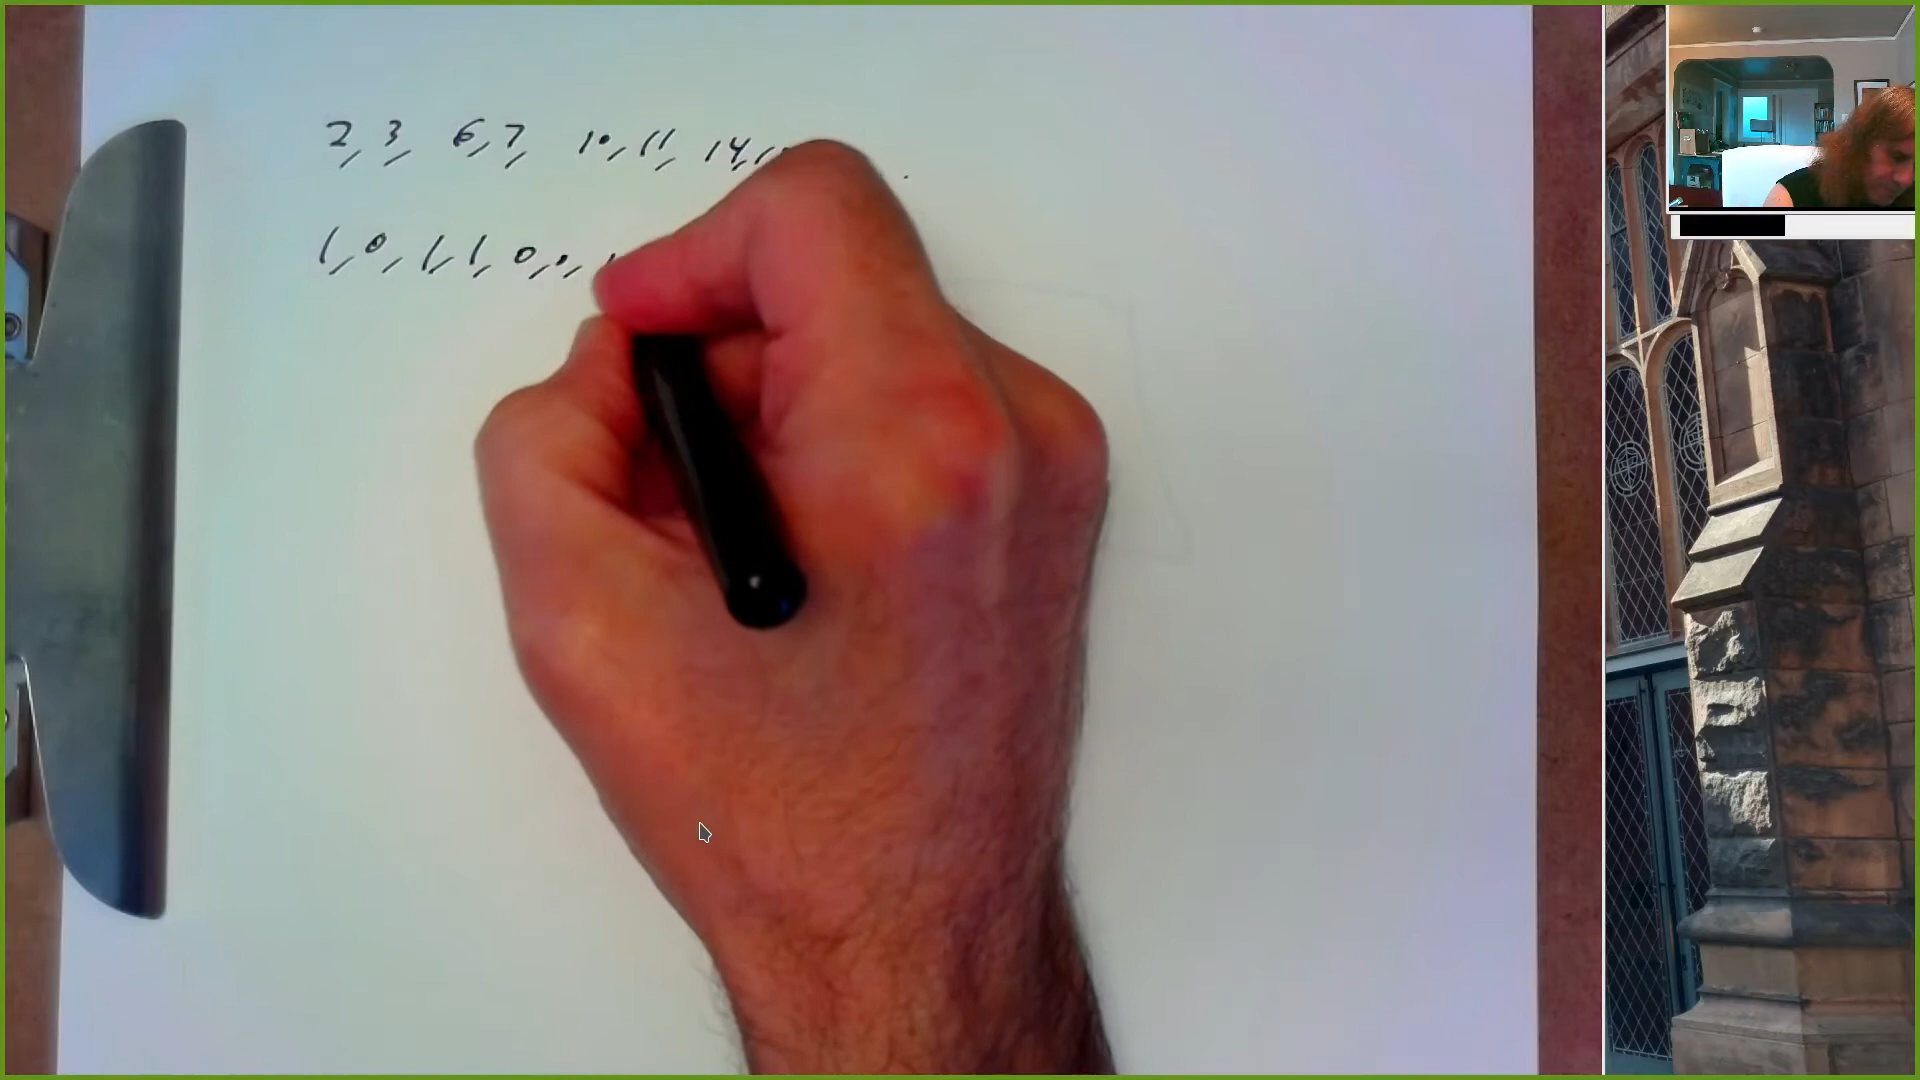 2, 3, 6, 7, 10, 11, 14,
1, 0, 1, 1, 0, 0,